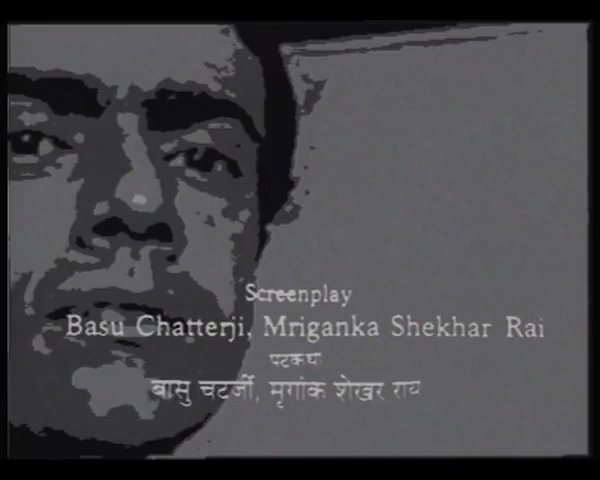 Screenplay
Basu Chatterji, Mriganka Shekhar Rai
पटकथा
बासु चटर्जी, मृगांक शेखर राय